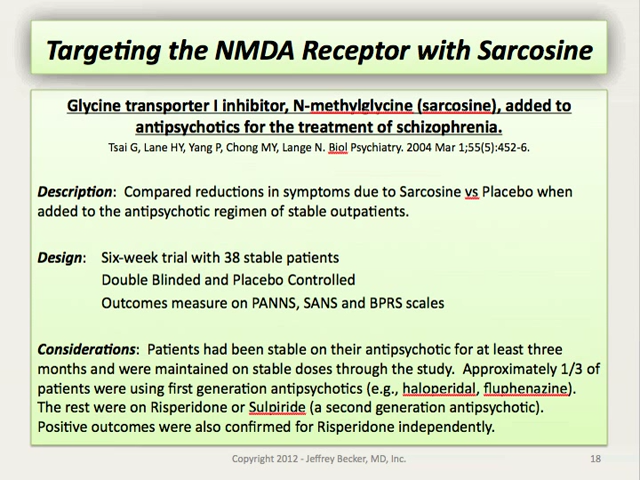 Targeting the NMDA Receptor with Sarcosine
Glycine transporter I inhibitor, N-methylglycine (sarcosine), added to
antipsychotics for the treatment of schizophrenia.
Tsai G, Lane HY, Yang P, Chong MY, Lange N. Biol Psychiatry. 2004 Mar 1;55(5):452-6.
Description: Compared reductions in symptoms due to Sarcosine vs Placebo when
added to the antipsychotic regimen of stable outpatients.
Design: Six-week trial with 38 stable patients
Double Blinded and Placebo Controlled
Outcomes measure on PANNS, SANS and BPRS scales
Considerations: Patients had been stable on their antipsychotic for at least three
months and were maintained on stable doses through the study. Approximately 1/3 of
patients were using first generation antipsychotics (e.g., haloperidal, fluphenazine).
The rest were on Risperidone or Sulpiride (a second generation antipsychotic).
Positive outcomes were also confirmed for Risperidone independently.
Copyright 2012 - Jeffrey Becker, MD, Inc.
18